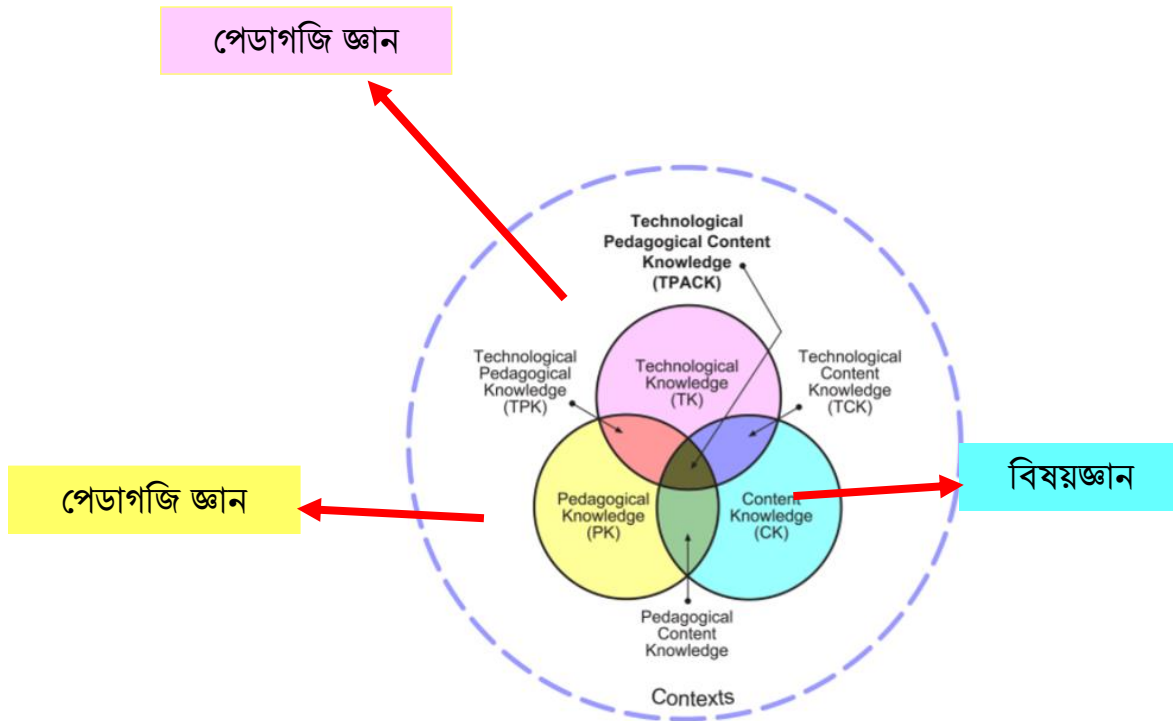 পেডাগজি জ্ঞান
Technological
Pedagogical Content
Knowledge
(TPACK)
Technological
Pedagogical
Knowledge
(TPK)
Technological
Knowledge
(TK)
Technological
Content
Knowledge
(TCK)
পেডাগজি জ্ঞান
Pedagogical
Knowledge
(PK)
Content
Knowledge
(CK)
বিষয়জ্ঞান
Pedagogical
Content
Knowledge
Contexts